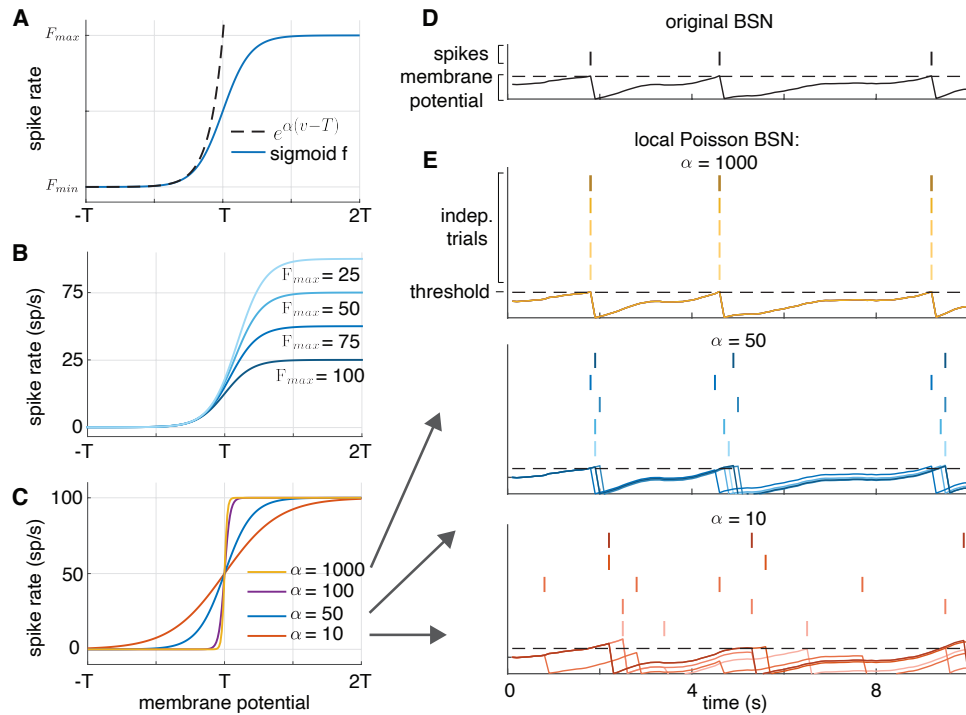 A
F_max
F_min
spike rate
e^α(v−T)
sigmoid f
-T
T
2T
B
75
25
0
spike rate (sp/s)
F_max = 25
F_max = 50
F_max = 75
F_max = 100
-T
T
2T
C
100
50
0
spike rate (sp/s)
α = 1000
α = 100
α = 50
α = 10
-T
T
2T
membrane potential
D
original BSN
spikes
membrane
potential
E
local Poisson BSN:
α = 1000
indep.
trials
threshold
α = 50
α = 10
0
4
8
time (s)